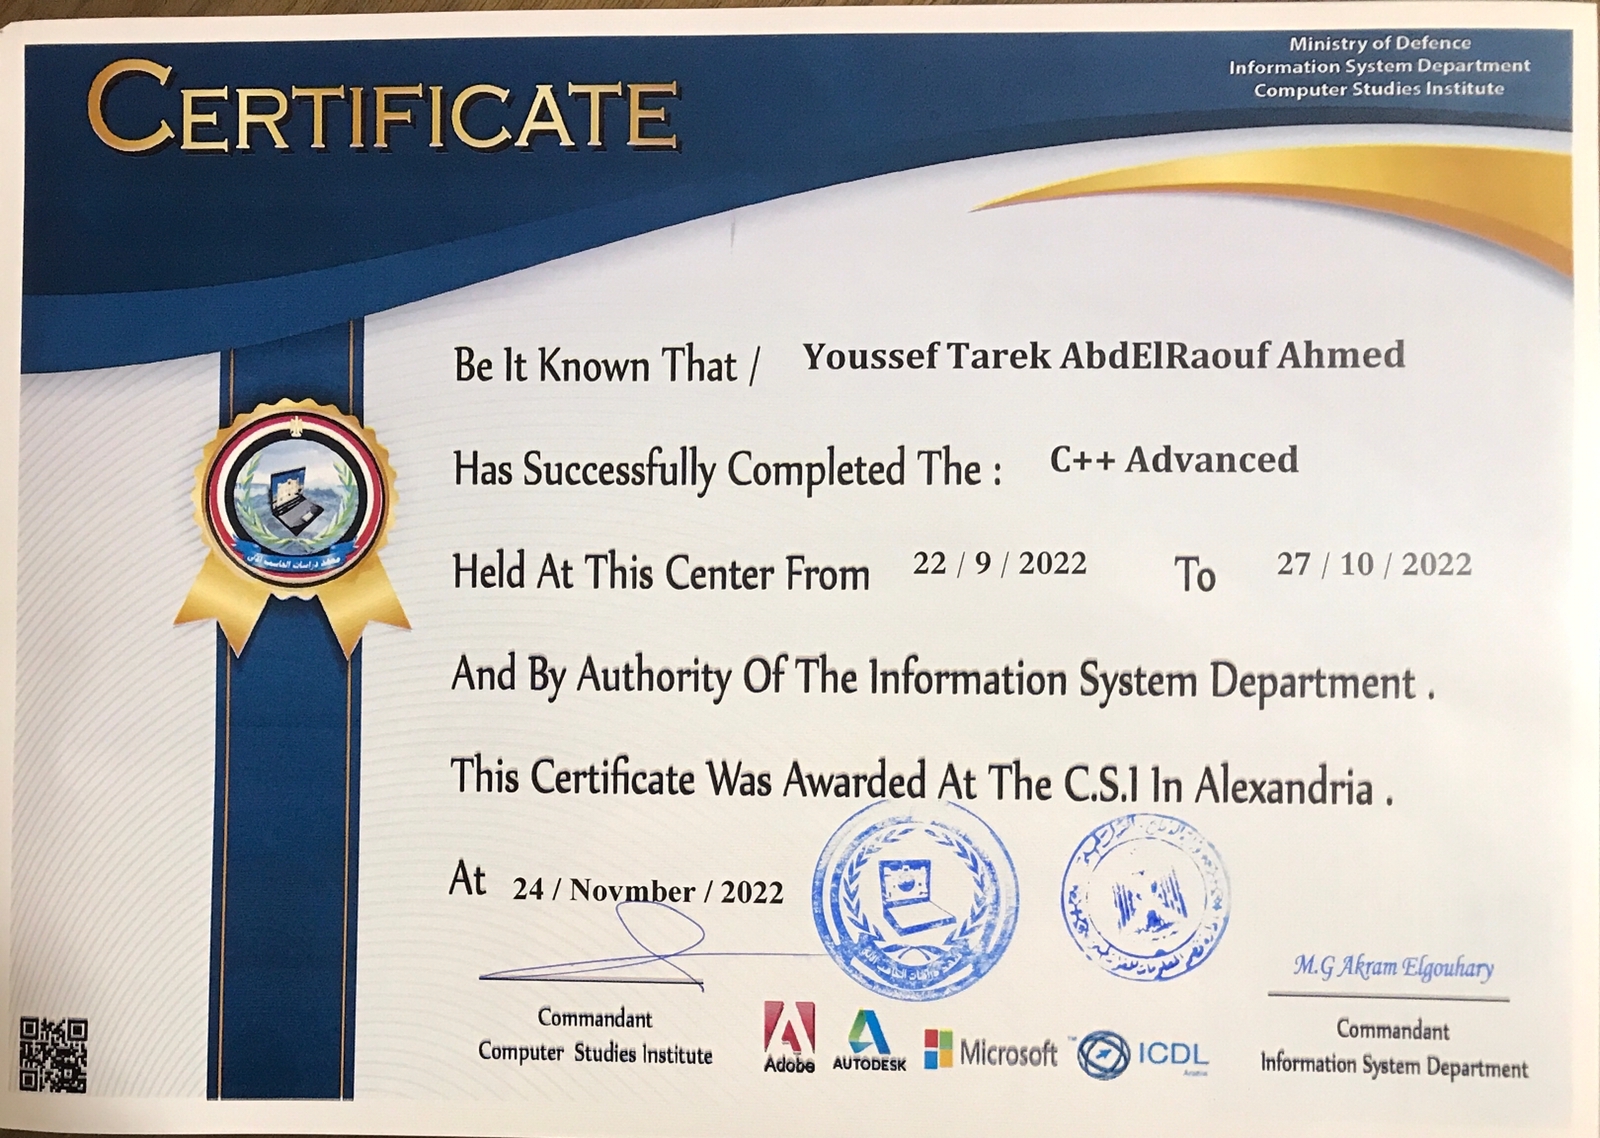 Ministry of Defence
Information System Department
Computer Studies Institute
CERTIFICATE
Be It Known That / Youssef Tarek AbdElRaouf Ahmed
Has Successfully Completed The : C++ Advanced
Held At This Center From 22 / 9 / 2022 To 27 / 10 / 2022
And By Authority Of The Information System Department .
This Certificate Was Awarded At The C.S.I In Alexandria .
At 24 / Novmber / 2022
معهد دراسات الحاسب الآلي
M.G Akram Elgouhary
Commandant
Computer Studies Institute
Adobe
AUTODESK
Microsoft
ICDL
Arabia
Commandant
Information System Department